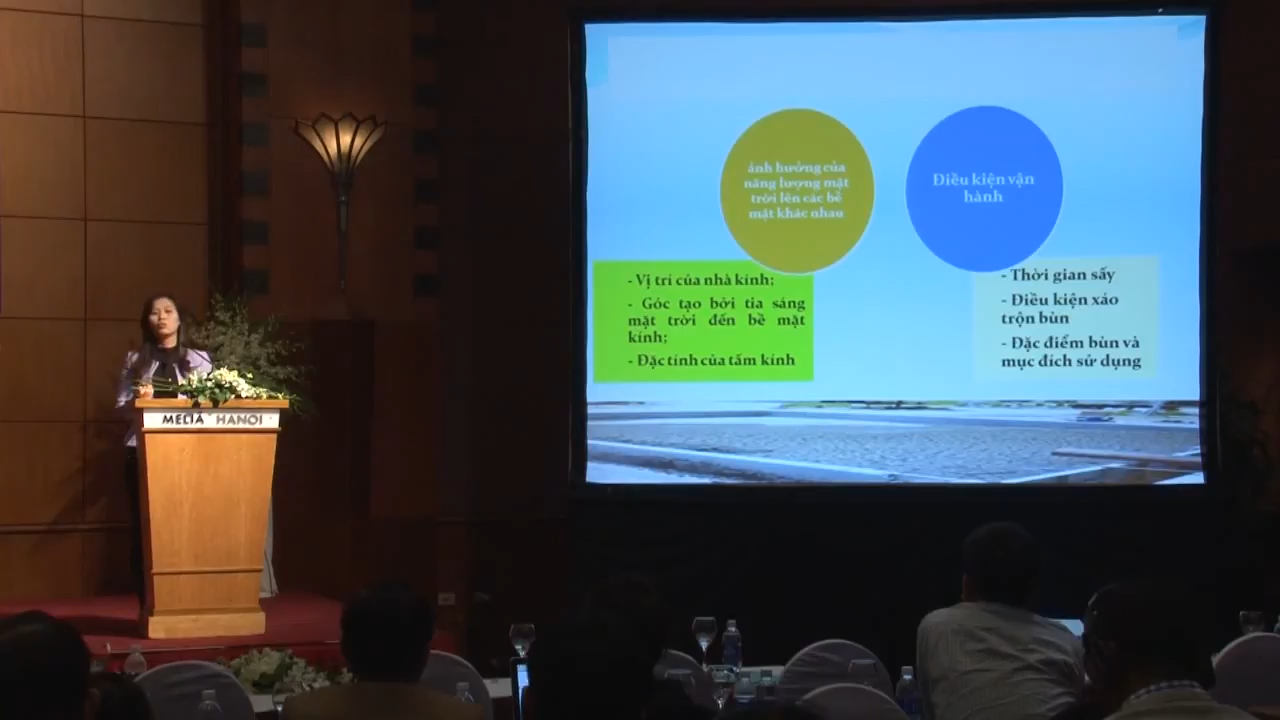 ảnh hưởng của
năng lượng mặt
trời lên các bề
mặt khác nhau
Điều kiện vận
hành
- Vị trí của nhà kính;
- Góc tạo bởi tia sáng
mặt trời đến bề mặt
kính;
- Đặc tính của tấm kính
- Thời gian sấy
- Điều kiện xáo
trộn bùn
- Đặc điểm bùn và
mục đích sử dụng
MELIÃ HANOI